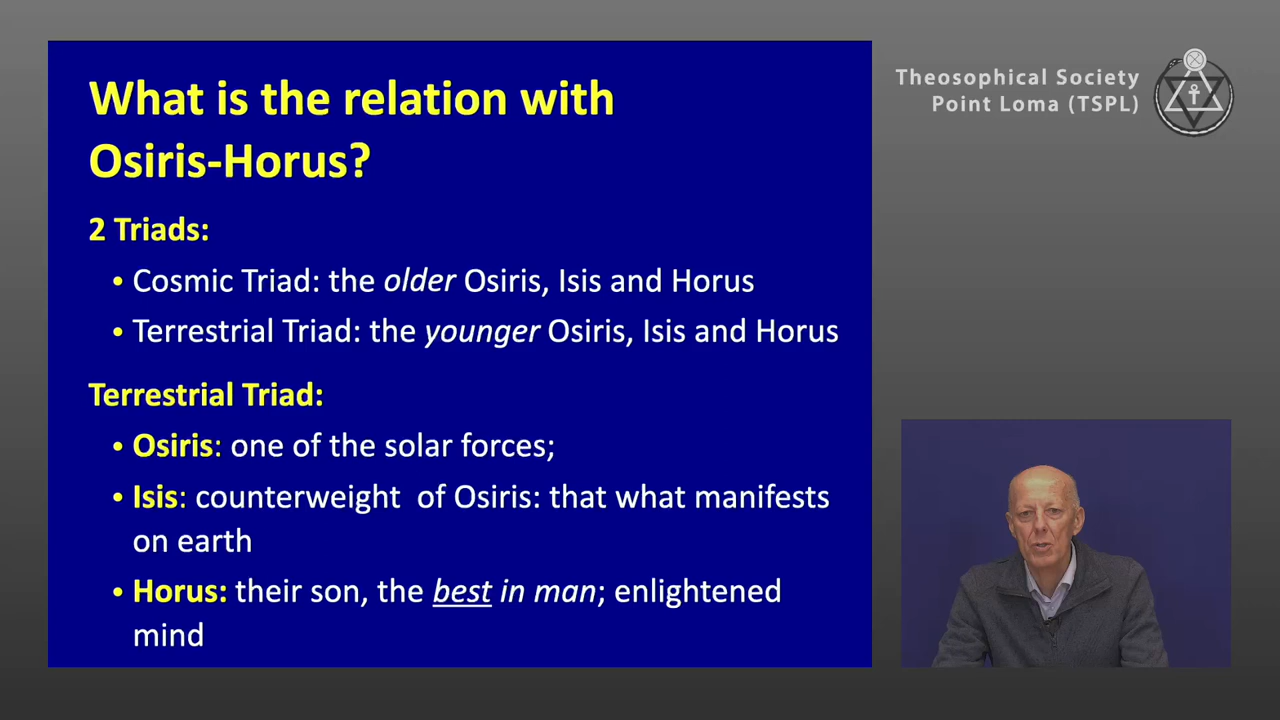 What is the relation with
Osiris-Horus?
2 Triads:
• Cosmic Triad: the older Osiris, Isis and Horus
• Terrestrial Triad: the younger Osiris, Isis and Horus
Terrestrial Triad:
• Osiris: one of the solar forces;
• Isis: counterweight  of Osiris: that what manifests
on earth
• Horus: their son, the best in man; enlightened
mind
Theosophical Society
Point Loma (TSPL)